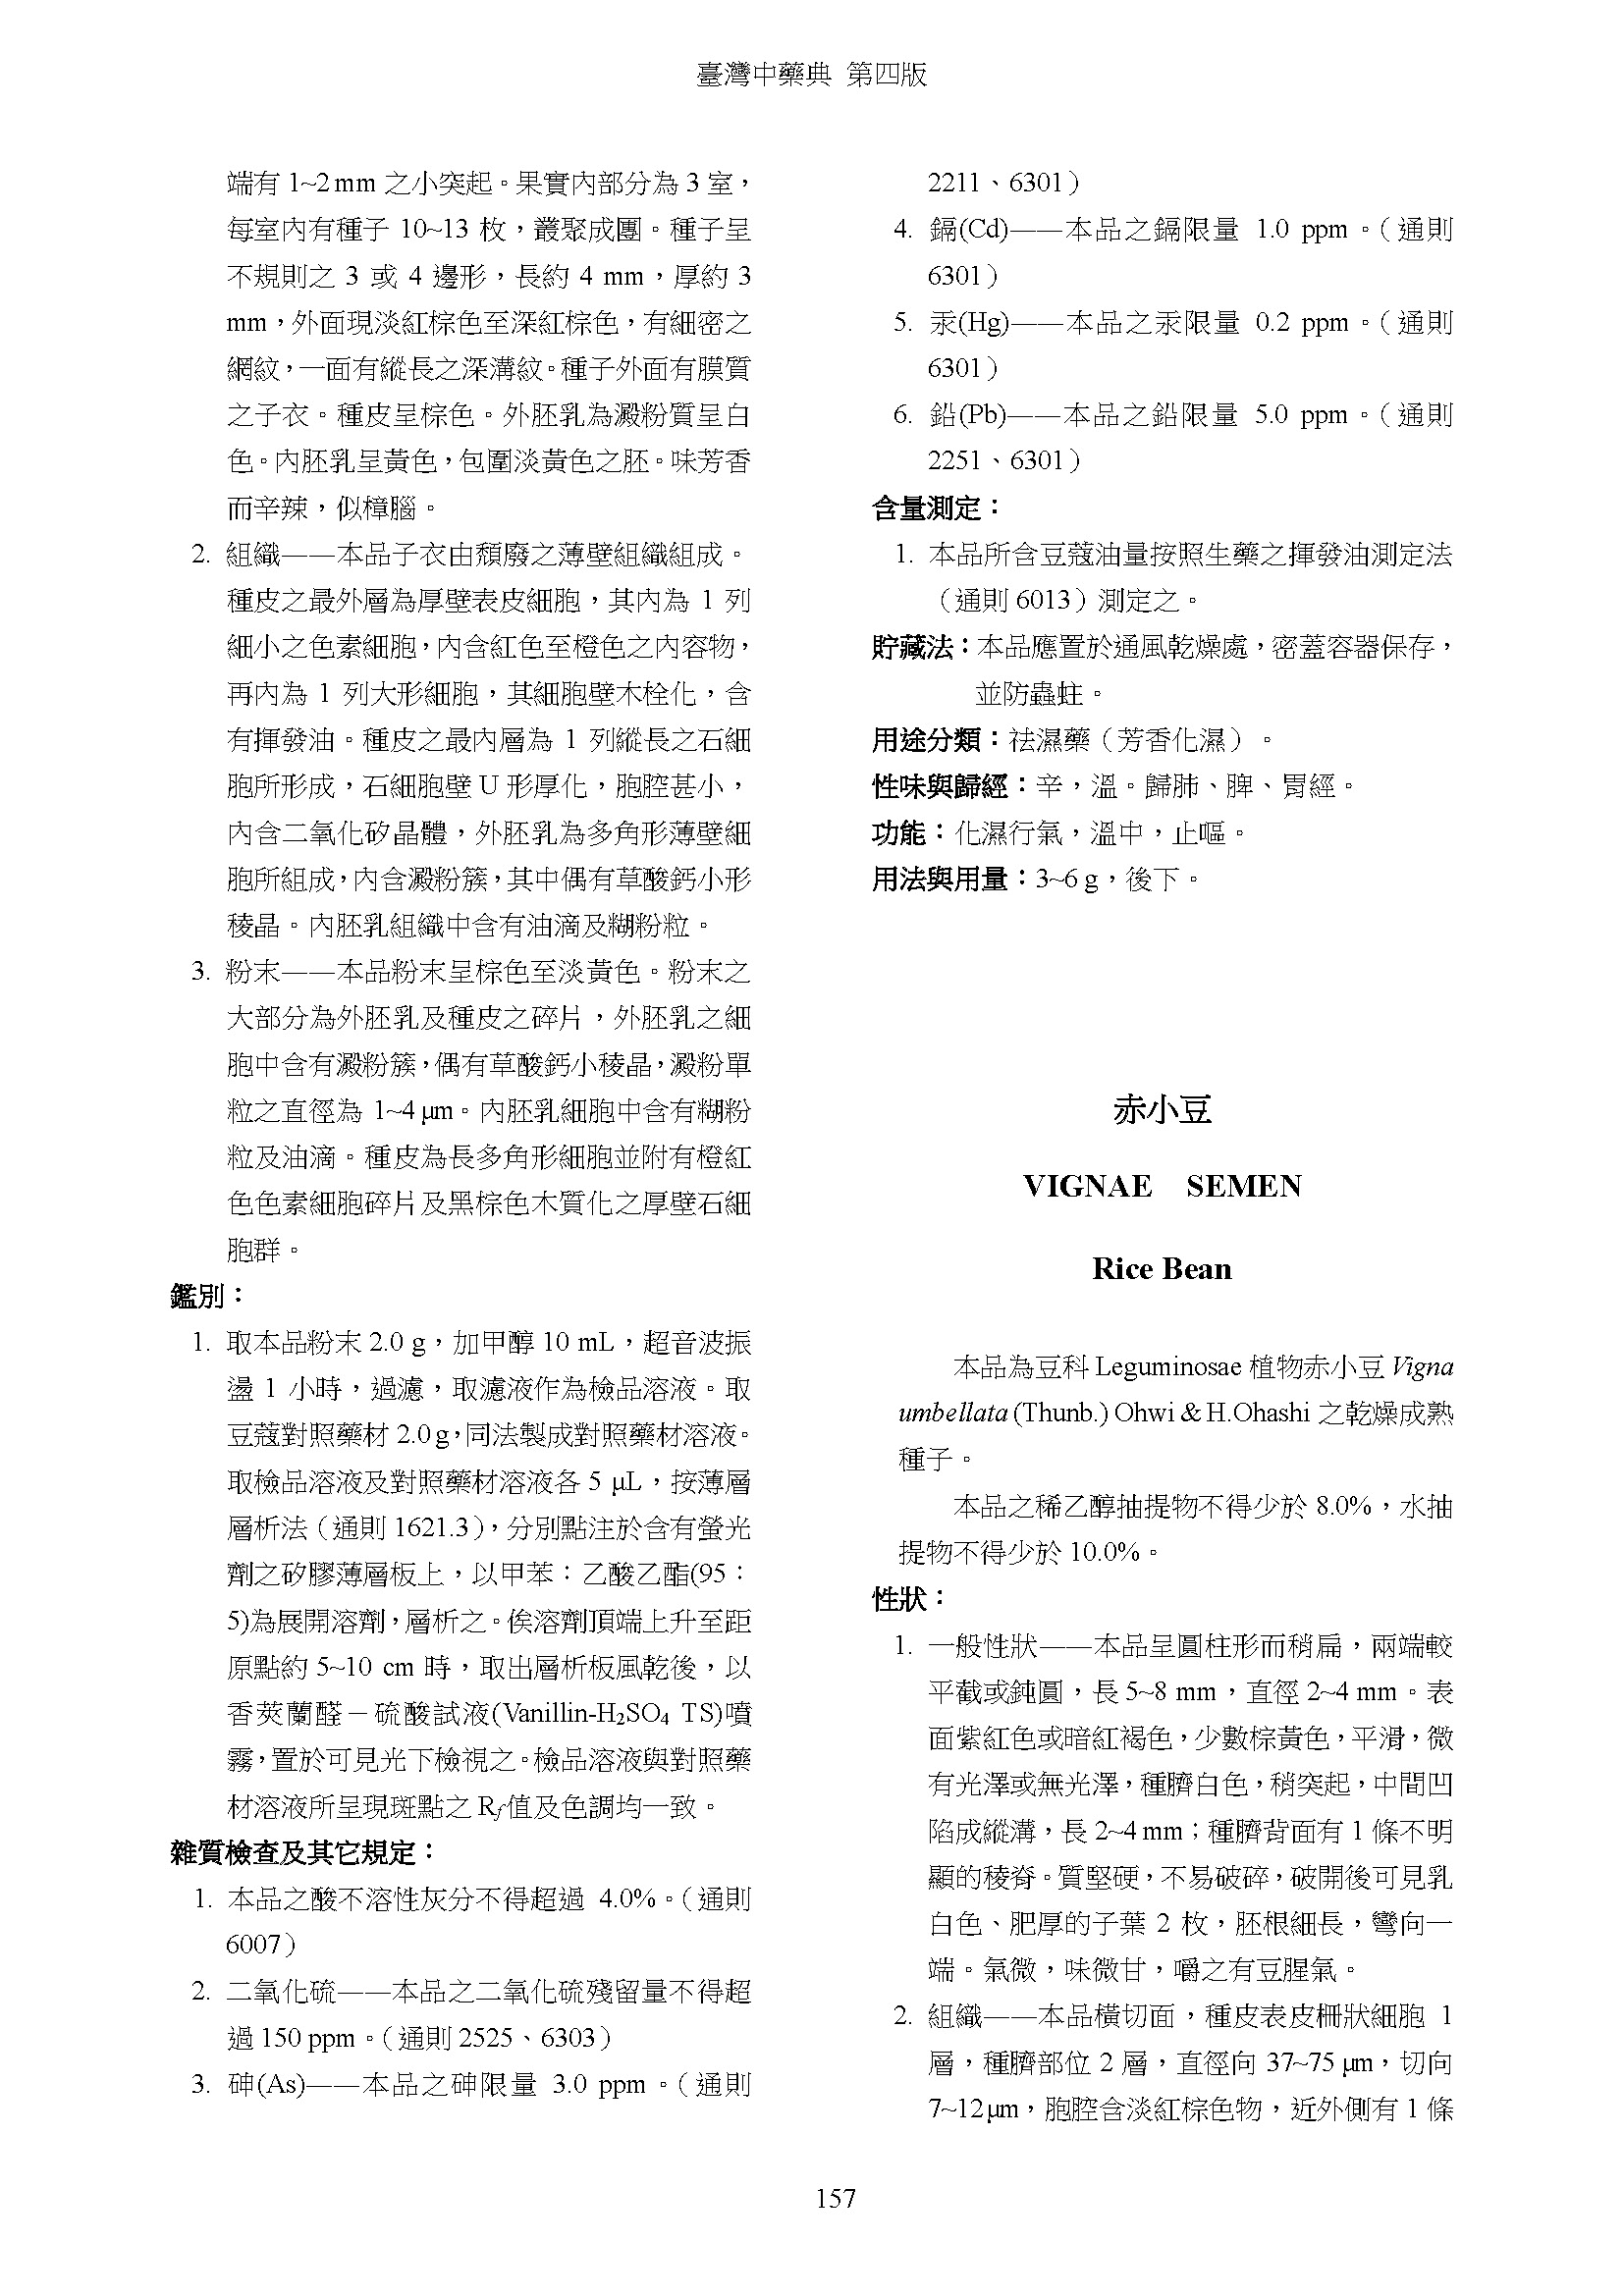 臺灣中藥典 第四版
端有 1~2 mm 之小突起。果實內部分為 3 室，
每室內有種子 10~13 枚，叢聚成團。種子呈
不規則之 3 或 4 邊形，長約 4 mm，厚約 3
mm，外面現淡紅棕色至深紅棕色，有細密之
網紋，一面有縱長之深溝紋。種子外面有膜質
之子衣。種皮呈棕色。外胚乳為澱粉質呈白
色。內胚乳呈黃色，包圍淡黃色之胚。味芳香
而辛辣，似樟腦。
2. 組織——本品子衣由頹廢之薄壁組織組成。
種皮之最外層為厚壁表皮細胞，其內為 1 列
細小之色素細胞，內含紅色至橙色之內容物，
再內為 1 列大形細胞，其細胞壁木栓化，含
有揮發油。種皮之最內層為 1 列縱長之石細
胞所形成，石細胞壁 U 形厚化，胞腔甚小，
內含二氧化矽晶體，外胚乳為多角形薄壁細
胞所組成，內含澱粉簇，其中偶有草酸鈣小形
稜晶。內胚乳組織中含有油滴及糊粉粒。
3. 粉末——本品粉末呈棕色至淡黃色。粉末之
大部分為外胚乳及種皮之碎片，外胚乳之細
胞中含有澱粉簇，偶有草酸鈣小稜晶，澱粉單
粒之直徑為 1~4 μm。內胚乳細胞中含有糊粉
粒及油滴。種皮為長多角形細胞並附有橙紅
色色素細胞碎片及黑棕色木質化之厚壁石細
胞群。
鑑別：
1. 取本品粉末 2.0 g，加甲醇 10 mL，超音波振
盪 1 小時，過濾，取濾液作為檢品溶液。取
豆蔻對照藥材 2.0 g，同法製成對照藥材溶液。
取檢品溶液及對照藥材溶液各 5 μL，按薄層
層析法（通則 1621.3），分別點注於含有螢光
劑之矽膠薄層板上，以甲苯：乙酸乙酯(95：
5)為展開溶劑，層析之。俟溶劑頂端上升至距
原點約 5~10 cm 時，取出層析板風乾後，以
香莢蘭醛－硫酸試液(Vanillin-H₂SO₄ TS)噴
霧，置於可見光下檢視之。檢品溶液與對照藥
材溶液所呈現斑點之 Rf值及色調均一致。
雜質檢查及其它規定：
1. 本品之酸不溶性灰分不得超過 4.0%。（通則
6007）
2. 二氧化硫——本品之二氧化硫殘留量不得超
過 150 ppm。（通則 2525、6303）
3. 砷(As)——本品之砷限量 3.0 ppm。（通則
2211、6301）
4. 鎘(Cd)——本品之鎘限量 1.0 ppm。（通則
6301）
5. 汞(Hg)——本品之汞限量 0.2 ppm。（通則
6301）
6. 鉛(Pb)——本品之鉛限量 5.0 ppm。（通則
2251、6301）
含量測定：
1. 本品所含豆蔻油量按照生藥之揮發油測定法
（通則 6013）測定之。
貯藏法：本品應置於通風乾燥處，密蓋容器保存，
並防蟲蛀。
用途分類：祛濕藥（芳香化濕）。
性味與歸經：辛，溫。歸肺、脾、胃經。
功能：化濕行氣，溫中，止嘔。
用法與用量：3~6 g，後下。
赤小豆
VIGNAE SEMEN
Rice Bean
本品為豆科 Leguminosae 植物赤小豆 Vigna
umbellata (Thunb.) Ohwi & H.Ohashi 之乾燥成熟
種子。
本品之稀乙醇抽提物不得少於 8.0%，水抽
提物不得少於 10.0%。
性狀：
1. 一般性狀——本品呈圓柱形而稍扁，兩端較
平截或鈍圓，長 5~8 mm，直徑 2~4 mm。表
面紫紅色或暗紅褐色，少數棕黃色，平滑，微
有光澤或無光澤，種臍白色，稍突起，中間凹
陷成縱溝，長 2~4 mm；種臍背面有 1 條不明
顯的稜脊。質堅硬，不易破碎，破開後可見乳
白色、肥厚的子葉 2 枚，胚根細長，彎向一
端。氣微，味微甘，嚼之有豆腥氣。
2. 組織——本品橫切面，種皮表皮柵狀細胞 1
層，種臍部位 2 層，直徑向 37~75 μm，切向
7~12 μm，胞腔含淡紅棕色物，近外側有 1 條
157